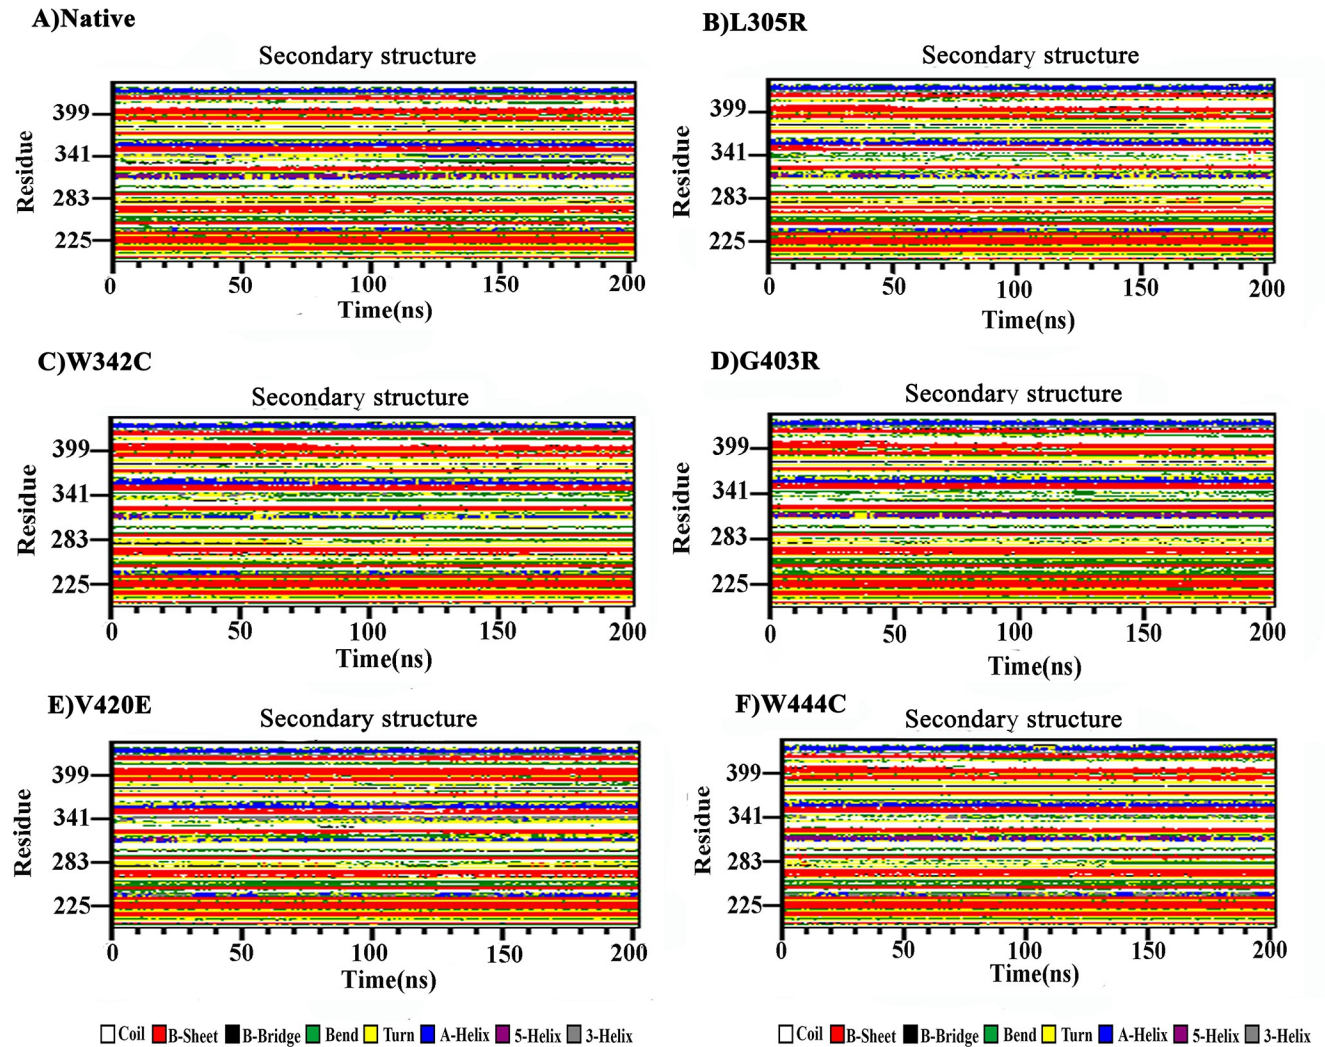 A)Native
Secondary structure
Residue
399
341
283
225
0 50 100 150 200
Time(ns)
B)L305R
Secondary structure
Residue
399
341
283
225
0 50 100 150 200
Time(ns)
C)W342C
Secondary structure
Residue
399
341
283
225
0 50 100 150 200
Time(ns)
D)G403R
Secondary structure
Residue
399
341
283
225
0 50 100 150 200
Time(ns)
E)V420E
Secondary structure
Residue
399
341
283
225
0 50 100 150 200
Time(ns)
F)W444C
Secondary structure
Residue
399
341
283
225
0 50 100 150 200
Time(ns)
Coil B-Sheet B-Bridge Bend Turn A-Helix 5-Helix 3-Helix
Coil B-Sheet B-Bridge Bend Turn A-Helix 5-Helix 3-Helix